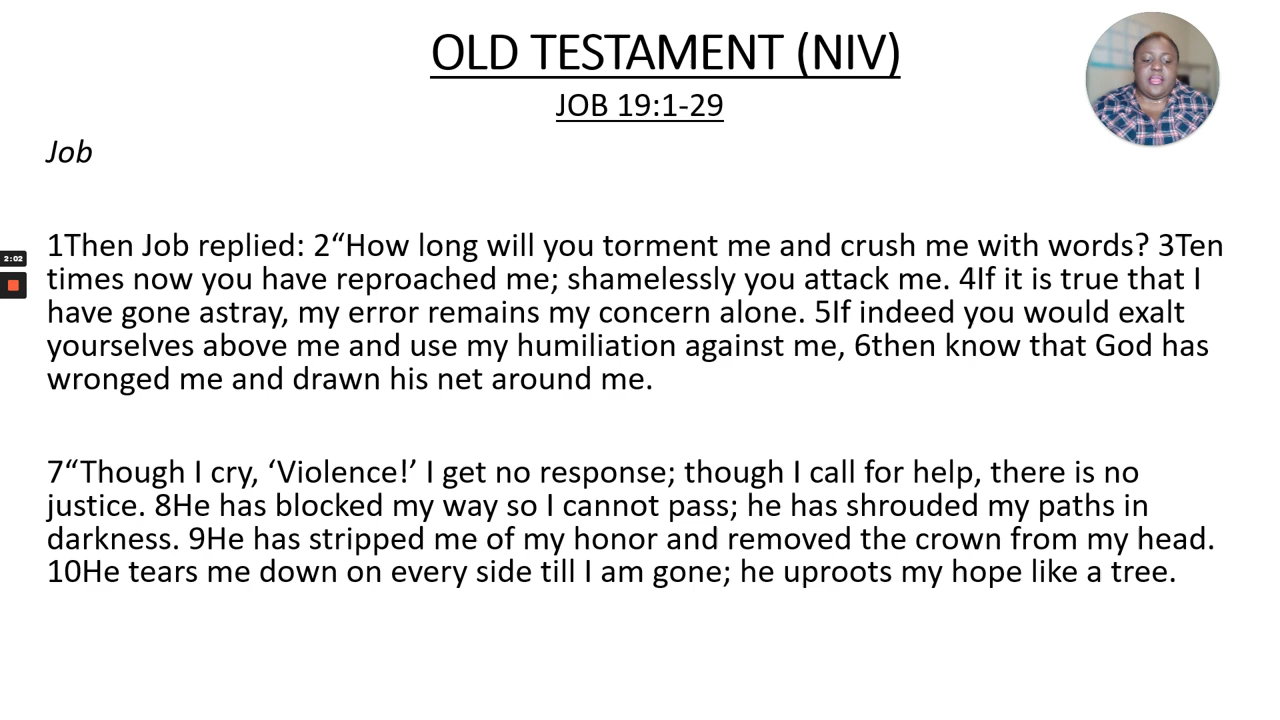 OLD TESTAMENT (NIV)
JOB 19:1-29
Job
1Then Job replied: 2“How long will you torment me and crush me with words? 3Ten
times now you have reproached me; shamelessly you attack me. 4If it is true that I
have gone astray, my error remains my concern alone. 5If indeed you would exalt
yourselves above me and use my humiliation against me, 6then know that God has
wronged me and drawn his net around me.
7“Though I cry, ‘Violence!’ I get no response; though I call for help, there is no
justice. 8He has blocked my way so I cannot pass; he has shrouded my paths in
darkness. 9He has stripped me of my honor and removed the crown from my head.
10He tears me down on every side till I am gone; he uproots my hope like a tree.
2:02